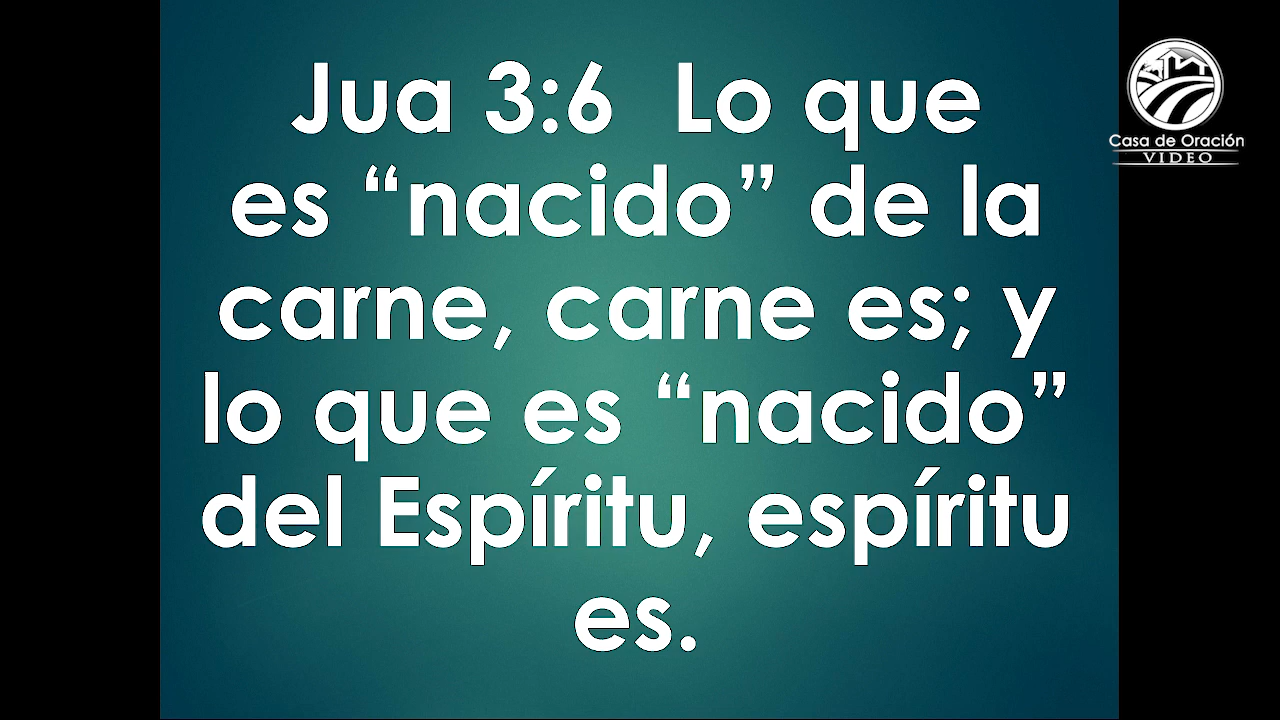 Jua 3:6  Lo que
es “nacido” de la
carne, carne es; y
lo que es “nacido”
del Espíritu, espíritu
es.
Casa de Oración
VIDEO